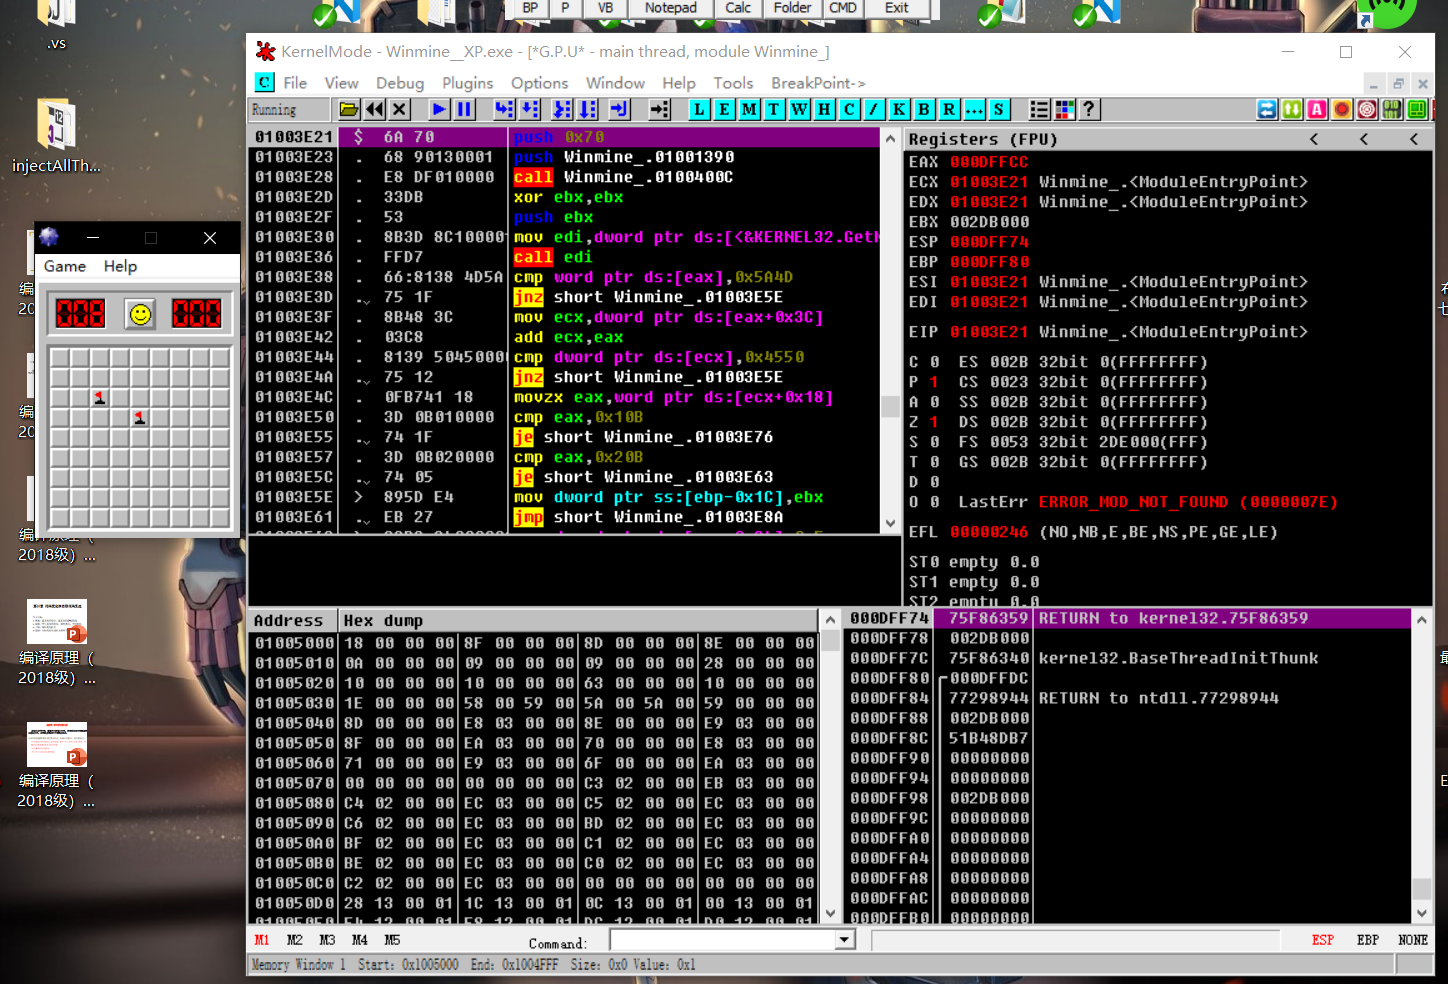 .vs
injectAllTh...
编译原理（
2018级）...
编译原理（
2018级）...
编译原理（
2018级）...
BP P VB Notepad Calc Folder CMD Exit
Game Help
KernelMode - Winmine__XP.exe - [*G.P.U* - main thread, module Winmine_]
C File View Debug Plugins Options Window Help Tools BreakPoint->
Running L E M T W H C / K B R ... S ?
01003E21 $ 6A 70 push 0x70
01003E23 . 68 90130001 push Winmine_.01001390
01003E28 . E8 DF010000 call Winmine_.0100400C
01003E2D . 33DB xor ebx,ebx
01003E2F . 53 push ebx
01003E30 . 8B3D 8C10000 mov edi,dword ptr ds:[<&KERNEL32.GetM
01003E36 . FFD7 call edi
01003E38 . 66:8138 4D5A cmp word ptr ds:[eax],0x5A4D
01003E3D . 75 1F jnz short Winmine_.01003E5E
01003E3F . 8B48 3C mov ecx,dword ptr ds:[eax+0x3C]
01003E42 . 03C8 add ecx,eax
01003E44 . 8139 5045000 cmp dword ptr ds:[ecx],0x4550
01003E4A . 75 12 jnz short Winmine_.01003E5E
01003E4C . 0FB741 18 movzx eax,word ptr ds:[ecx+0x18]
01003E50 . 3D 0B010000 cmp eax,0x10B
01003E55 . 74 1F je short Winmine_.01003E76
01003E57 . 3D 0B020000 cmp eax,0x20B
01003E5C . 74 05 je short Winmine_.01003E63
01003E5E > 895D E4 mov dword ptr ss:[ebp-0x1C],ebx
01003E61 . EB 27 jmp short Winmine_.01003E8A
Registers (FPU) < < <
EAX 000DFFCC
ECX 01003E21 Winmine_.<ModuleEntryPoint>
EDX 01003E21 Winmine_.<ModuleEntryPoint>
EBX 002DB000
ESP 000DFF74
EBP 000DFF80
ESI 01003E21 Winmine_.<ModuleEntryPoint>
EDI 01003E21 Winmine_.<ModuleEntryPoint>
EIP 01003E21 Winmine_.<ModuleEntryPoint>
C 0 ES 002B 32bit 0(FFFFFFFF)
P 1 CS 0023 32bit 0(FFFFFFFF)
A 0 SS 002B 32bit 0(FFFFFFFF)
Z 1 DS 002B 32bit 0(FFFFFFFF)
S 0 FS 0053 32bit 2DE000(FFF)
T 0 GS 002B 32bit 0(FFFFFFFF)
D 0
O 0 LastErr ERROR_MOD_NOT_FOUND (0000007E)
EFL 00000246 (NO,NB,E,BE,NS,PE,GE,LE)
ST0 empty 0.0
ST1 empty 0.0
ST2 empty 0.0
Address Hex dump
01005000 18 00 00 00 8F 00 00 00 8D 00 00 00 8E 00 00 00
01005010 0A 00 00 00 09 00 00 00 09 00 00 00 28 00 00 00
01005020 10 00 00 00 10 00 00 00 63 00 00 00 10 00 00 00
01005030 1E 00 00 00 58 00 59 00 5A 00 5A 00 59 00 00 00
01005040 8D 00 00 00 E8 03 00 00 8E 00 00 00 E9 03 00 00
01005050 8F 00 00 00 EA 03 00 00 70 00 00 00 E8 03 00 00
01005060 71 00 00 00 E9 03 00 00 6F 00 00 00 EA 03 00 00
01005070 00 00 00 00 00 00 00 00 C3 02 00 00 EB 03 00 00
01005080 C4 02 00 00 EC 03 00 00 C5 02 00 00 EC 03 00 00
01005090 C6 02 00 00 EC 03 00 00 BD 02 00 00 EC 03 00 00
010050A0 BF 02 00 00 EC 03 00 00 C1 02 00 00 EC 03 00 00
010050B0 BE 02 00 00 EC 03 00 00 C0 02 00 00 EC 03 00 00
010050C0 C2 02 00 00 EC 03 00 00 00 00 00 00 00 00 00 00
010050D0 28 13 00 01 1C 13 00 01 0C 13 00 01 00 13 00 01
000DFF74 75F86359 RETURN to kernel32.75F86359
000DFF78 002DB000
000DFF7C 75F86340 kernel32.BaseThreadInitThunk
000DFF80 000DFFDC
000DFF84 77298944 RETURN to ntdll.77298944
000DFF88 002DB000
000DFF8C 51B48DB7
000DFF90 00000000
000DFF94 00000000
000DFF98 002DB000
000DFF9C 00000000
000DFFA0 00000000
000DFFA4 00000000
000DFFA8 00000000
000DFFAC 00000000
000DFFB0 00000000
M1 M2 M3 M4 M5 Command: ESP EBP NONE
Memory Window 1 Start: 0x1005000 End: 0x1004FFF Size: 0x0 Value: 0x1